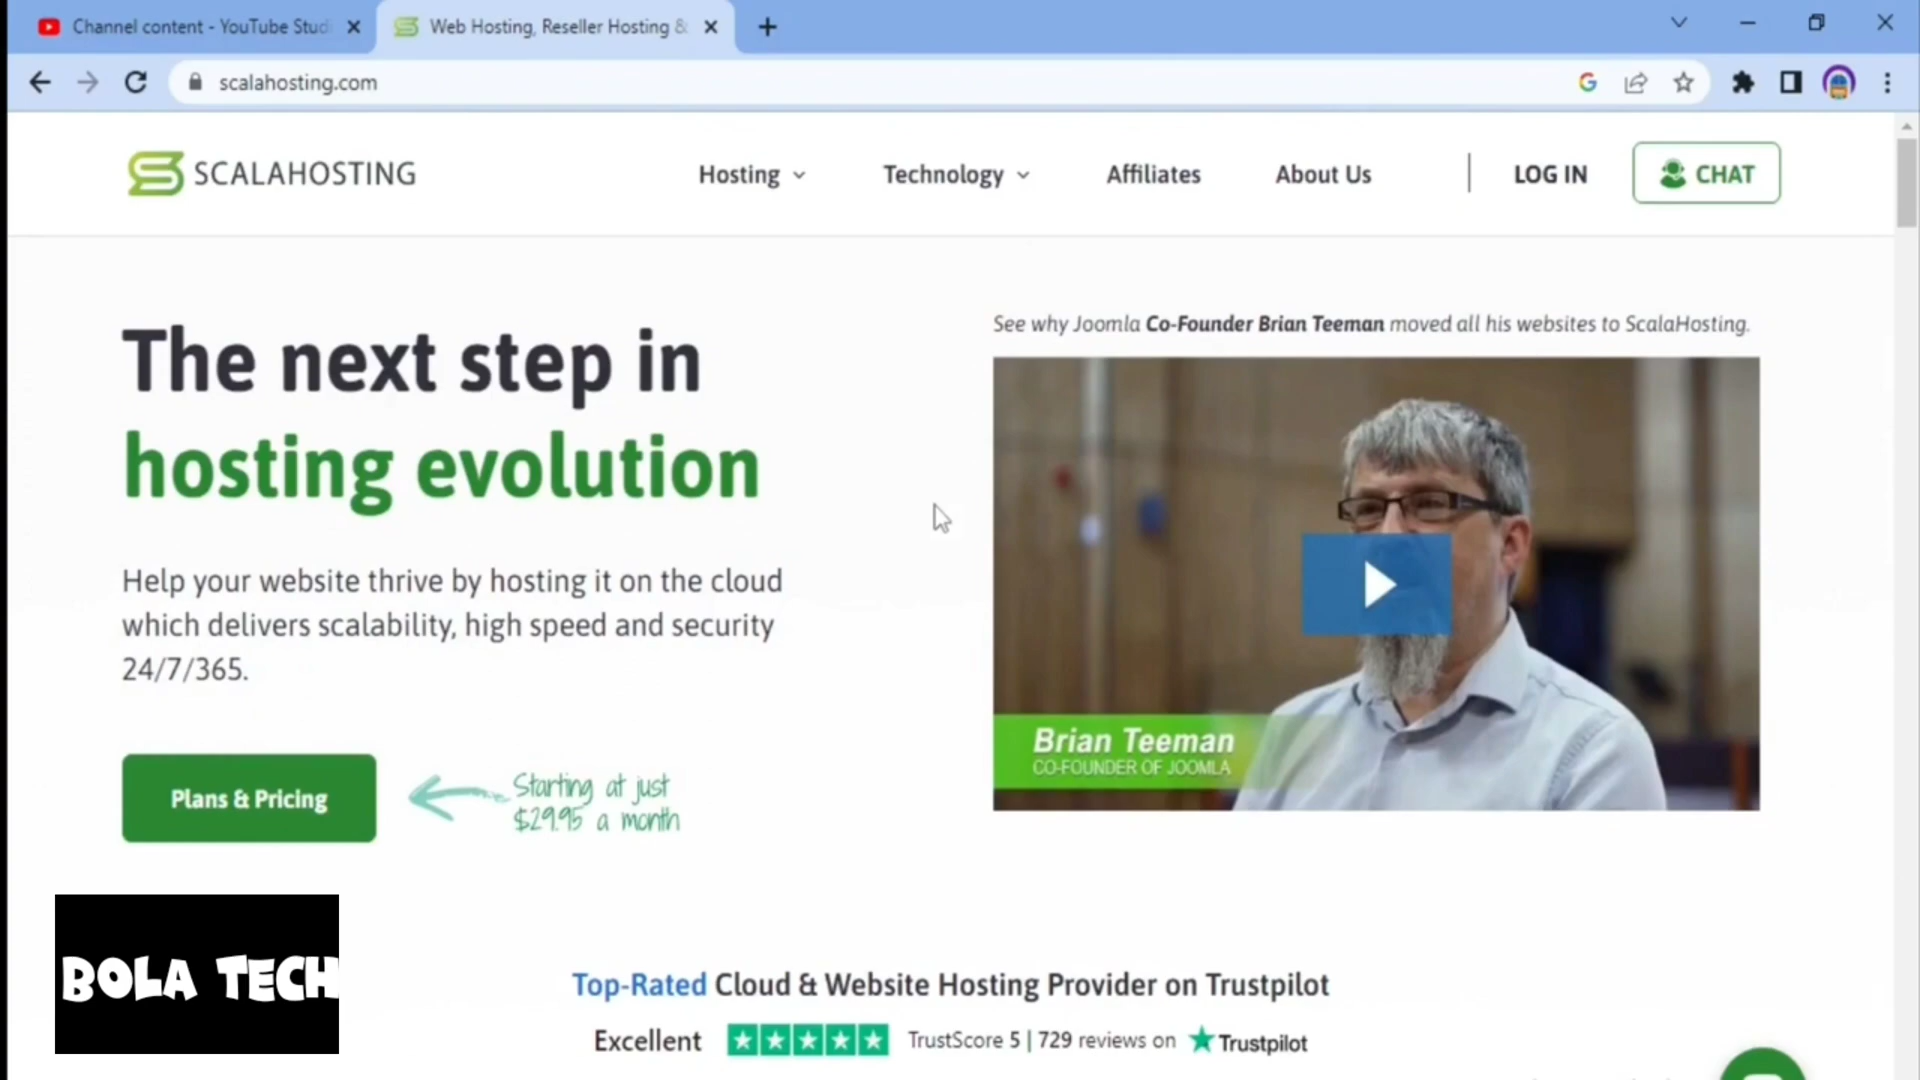 Channel content - YouTube Studi
Web Hosting, Reseller Hosting &
scalahosting.com
SCALAHOSTING
Hosting
Technology
Affiliates
About Us
LOG IN
CHAT
The next step in
hosting evolution
Help your website thrive by hosting it on the cloud
which delivers scalability, high speed and security
24/7/365.
Plans & Pricing
Starting at just
$29.95 a month
See why Joomla Co-Founder Brian Teeman moved all his websites to ScalaHosting.
Brian Teeman
CO-FOUNDER OF JOOMLA
BOLA TECH
Top-Rated Cloud & Website Hosting Provider on Trustpilot
Excellent
TrustScore 5 | 729 reviews on
Trustpilot